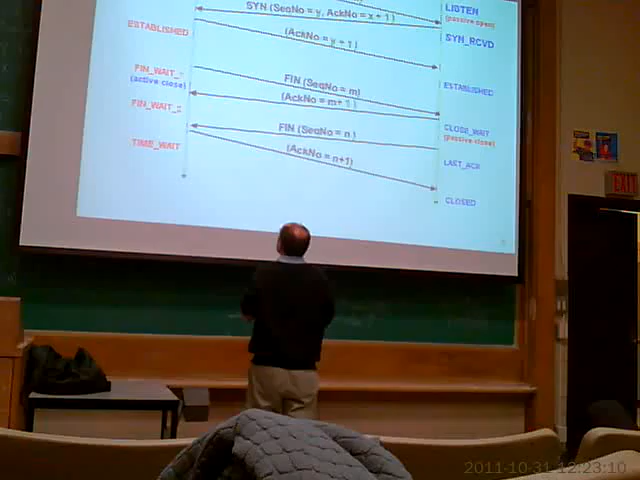 LISTEN
SYN (SeqNo = y, AckNo = x + 1 )
(passive open)
ESTABLISHED
(AckNo = y + 1 )
SYN_RCVD
FIN_WAIT_1
(active close)
FIN (SeqNo = m)
ESTABLISHED
(AckNo = m+ 1 )
FIN_WAIT_2
FIN (SeqNo = n )
CLOSE_WAIT
(passive close)
TIME_WAIT
(AckNo = n+1)
LAST_ACK
CLOSED
EXIT
2011-10-31 12:23:10